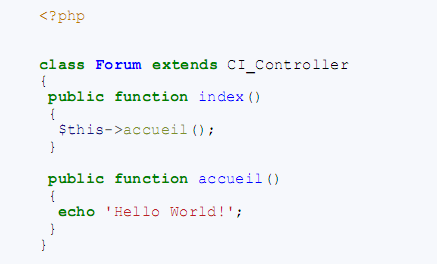 <?php
class Forum extends CI_Controller
{
 public function index()
 {
  $this->accueil();
 }
 public function accueil()
 {
  echo 'Hello World!';
 }
}